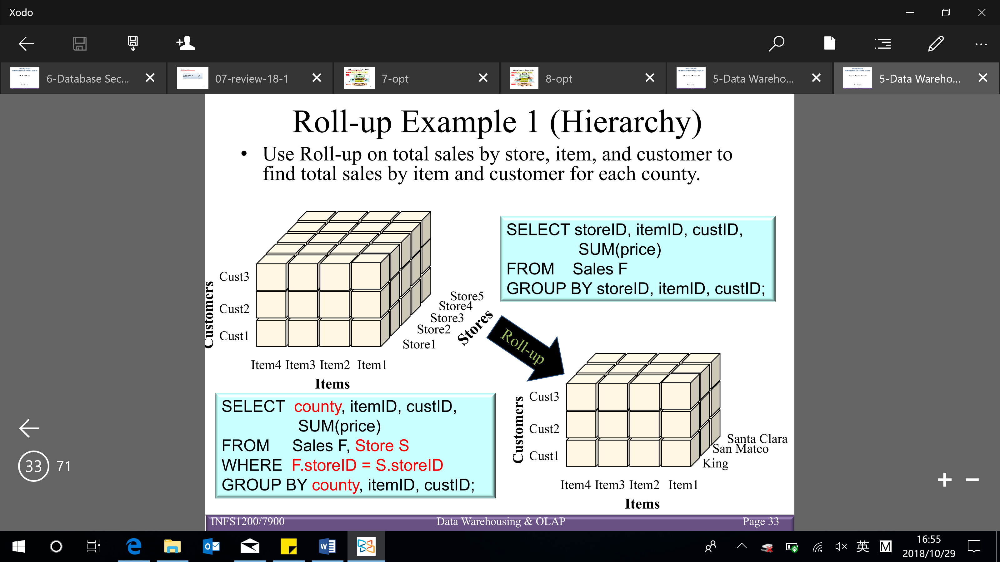 Xodo
6-Database Sec...
07-review-18-1
7-opt
8-opt
5-Data Wareho...
5-Data Wareho...
Roll-up Example 1 (Hierarchy)
• Use Roll-up on total sales by store, item, and customer to
find total sales by item and customer for each county.
SELECT storeID, itemID, custID,
SUM(price)
FROM Sales F
GROUP BY storeID, itemID, custID;
Customers
Cust3
Cust2
Cust1
Store5
Store4
Store3
Store2
Store1
Stores
Item4 Item3 Item2 Item1
Items
Roll-up
SELECT county, itemID, custID,
SUM(price)
FROM Sales F, Store S
WHERE F.storeID = S.storeID
GROUP BY county, itemID, custID;
Customers
Cust3
Cust2
Cust1
Santa Clara
San Mateo
King
Item4 Item3 Item2 Item1
Items
33 71
INFS1200/7900 Data Warehousing & OLAP Page 33
英 M
16:55
2018/10/29